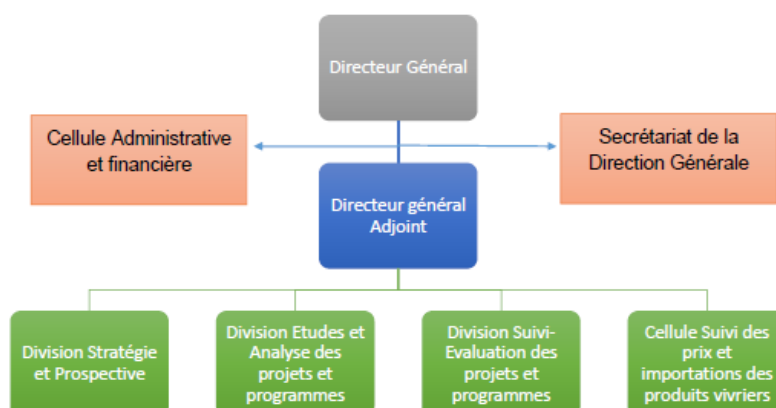 Directeur Général
Cellule Administrative
et financière
Secrétariat de la
Direction Générale
Directeur général
Adjoint
Division Stratégie
et Prospective
Division Etudes et
Analyse des
projets et
programmes
Division Suivi-
Evaluation des
projets et
programmes
Cellule Suivi des
prix et
importations des
produits vivriers